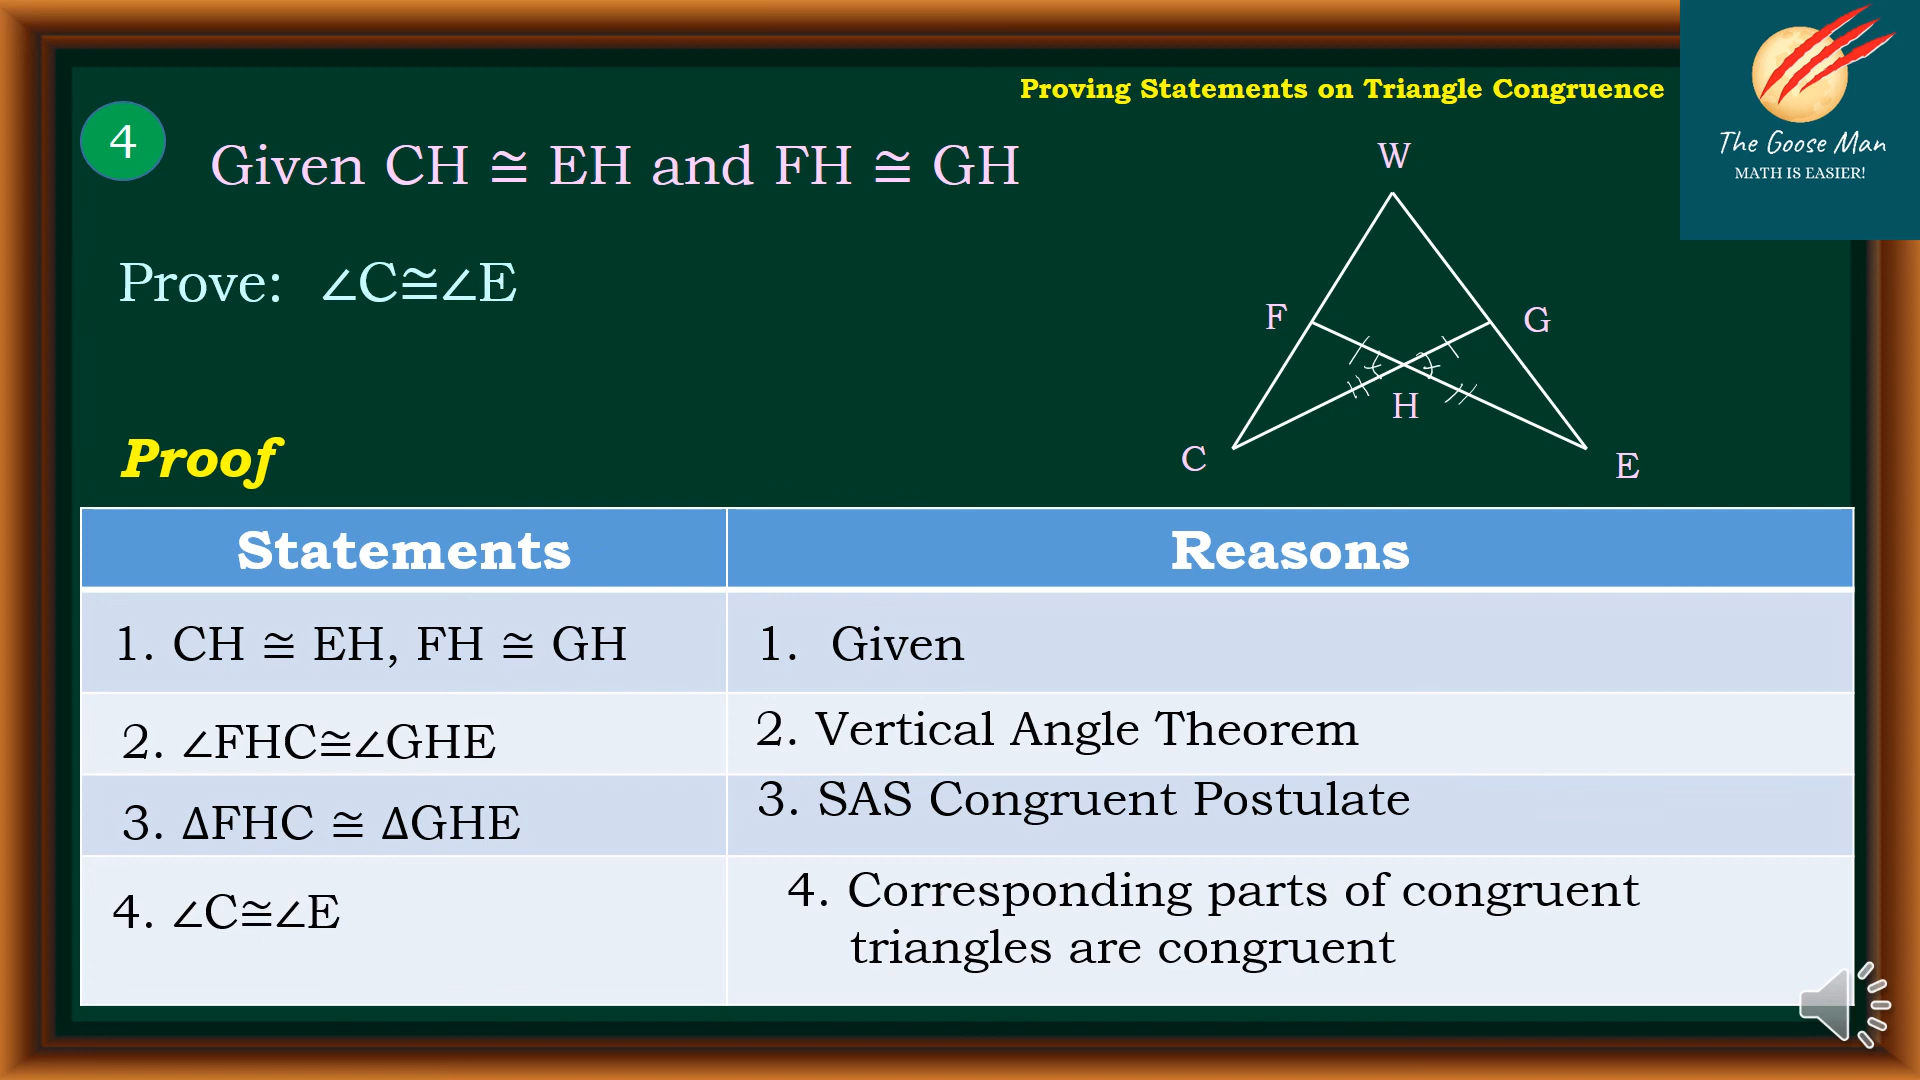 Proving Statements on Triangle Congruence
The Goose Man
MATH IS EASIER!
4
Given CH ≅ EH and FH ≅ GH
Prove: ∠C≅∠E
W
F
G
H
C
E
Proof
Statements
Reasons
1. CH ≅ EH, FH ≅ GH
1. Given
2. ∠FHC≅∠GHE
2. Vertical Angle Theorem
3. ΔFHC ≅ ΔGHE
3. SAS Congruent Postulate
4. ∠C≅∠E
4. Corresponding parts of congruent
triangles are congruent